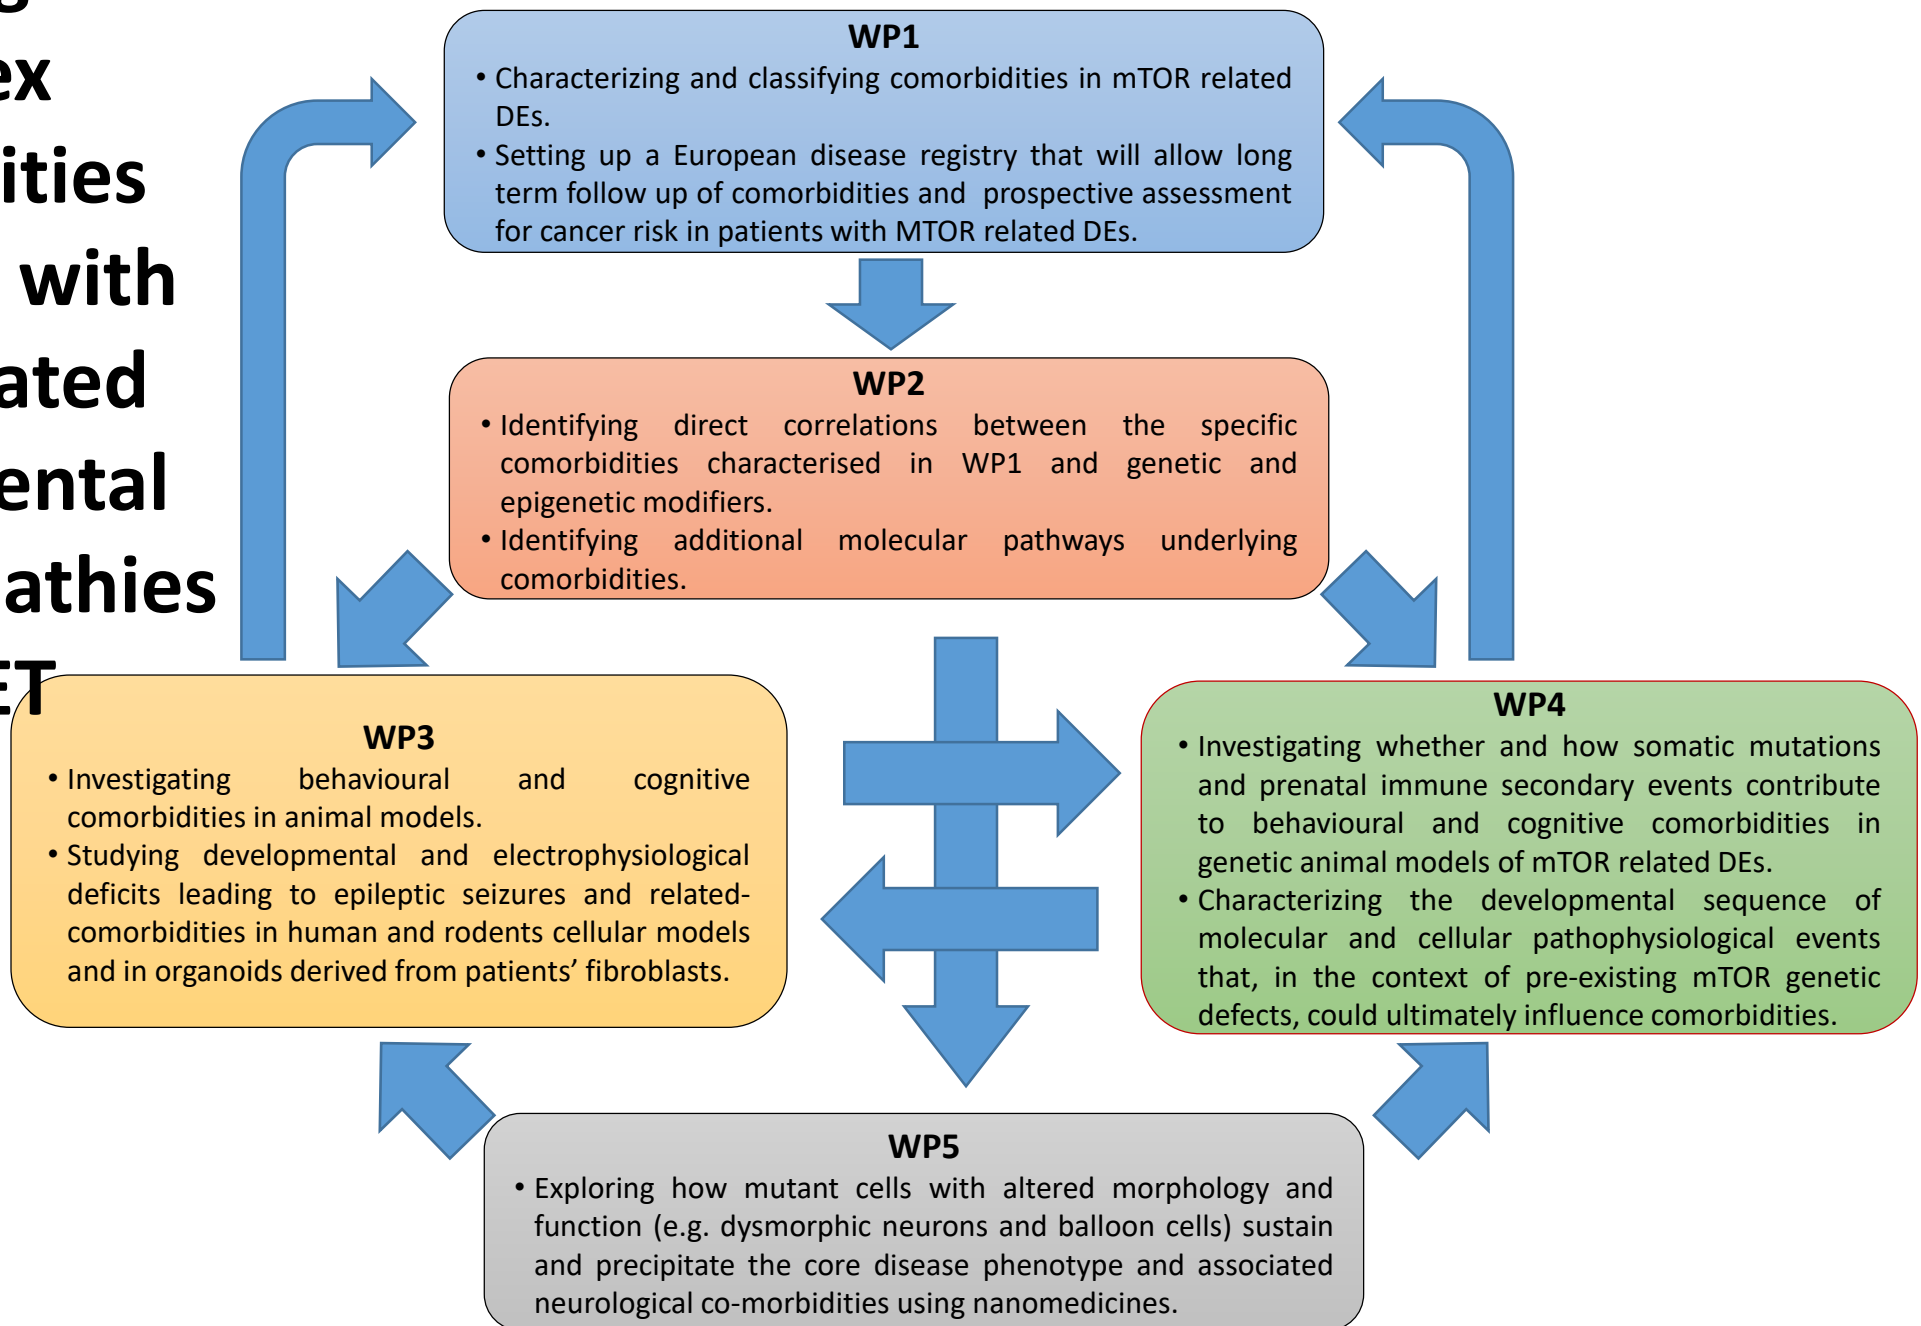 ex
ities
with
ated
ental
athies
ET
WP1
• Characterizing and classifying comorbidities in mTOR related
DEs.
• Setting up a European disease registry that will allow long
term follow up of comorbidities and prospective assessment
for cancer risk in patients with MTOR related DEs.
WP2
• Identifying direct correlations between the specific
comorbidities characterised in WP1 and genetic and
epigenetic modifiers.
• Identifying additional molecular pathways underlying
comorbidities.
WP3
• Investigating behavioural and cognitive
comorbidities in animal models.
• Studying developmental and electrophysiological
deficits leading to epileptic seizures and related-
comorbidities in human and rodents cellular models
and in organoids derived from patients’ fibroblasts.
WP4
• Investigating whether and how somatic mutations
and prenatal immune secondary events contribute
to behavioural and cognitive comorbidities in
genetic animal models of mTOR related DEs.
• Characterizing the developmental sequence of
molecular and cellular pathophysiological events
that, in the context of pre-existing mTOR genetic
defects, could ultimately influence comorbidities.
WP5
• Exploring how mutant cells with altered morphology and
function (e.g. dysmorphic neurons and balloon cells) sustain
and precipitate the core disease phenotype and associated
neurological co-morbidities using nanomedicines.